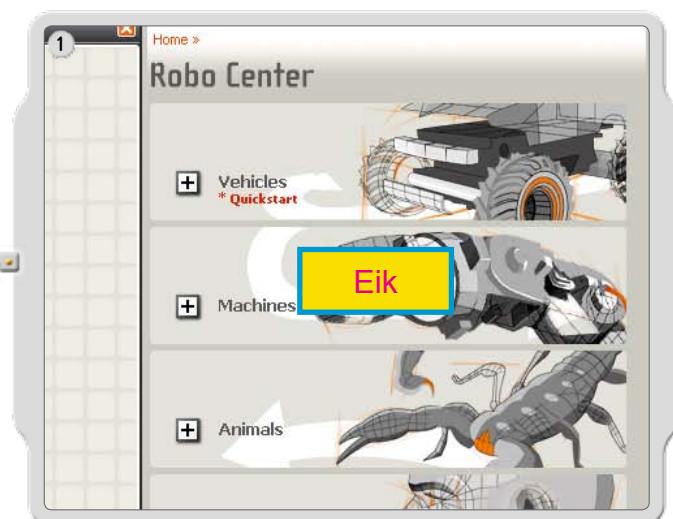 1
Home »
Robo Center
Vehicles
* Quickstart
Eik
Machines
Animals